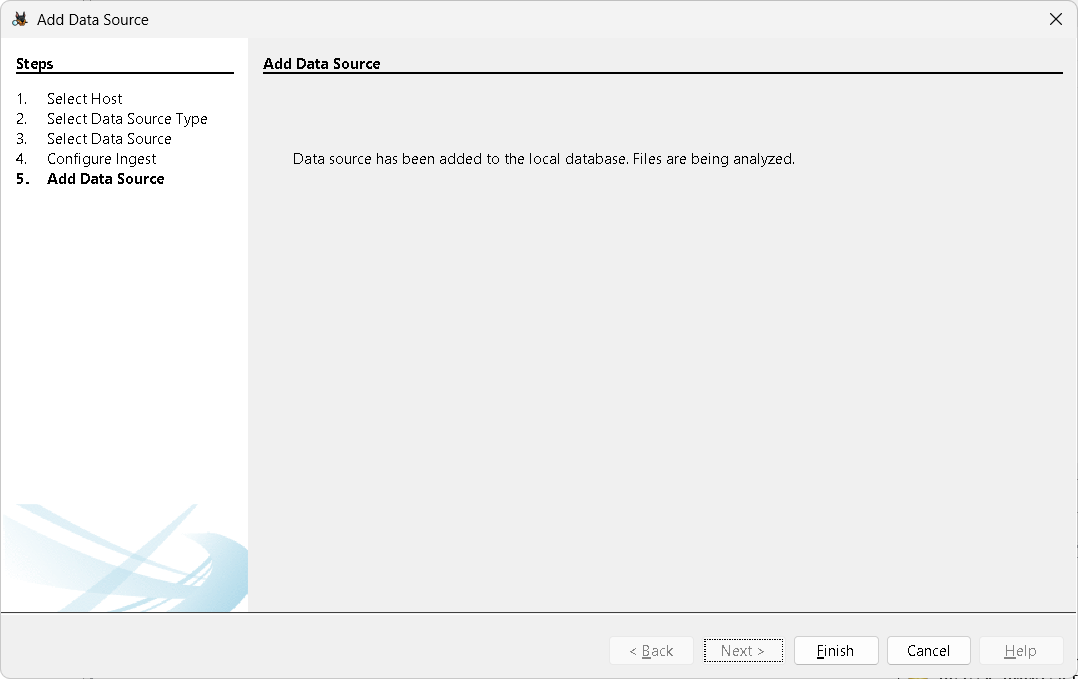 Add Data Source
Steps
1. Select Host
2. Select Data Source Type
3. Select Data Source
4. Configure Ingest
5. Add Data Source
Add Data Source
Data source has been added to the local database. Files are being analyzed.
< Back
Next >
Finish
Cancel
Help